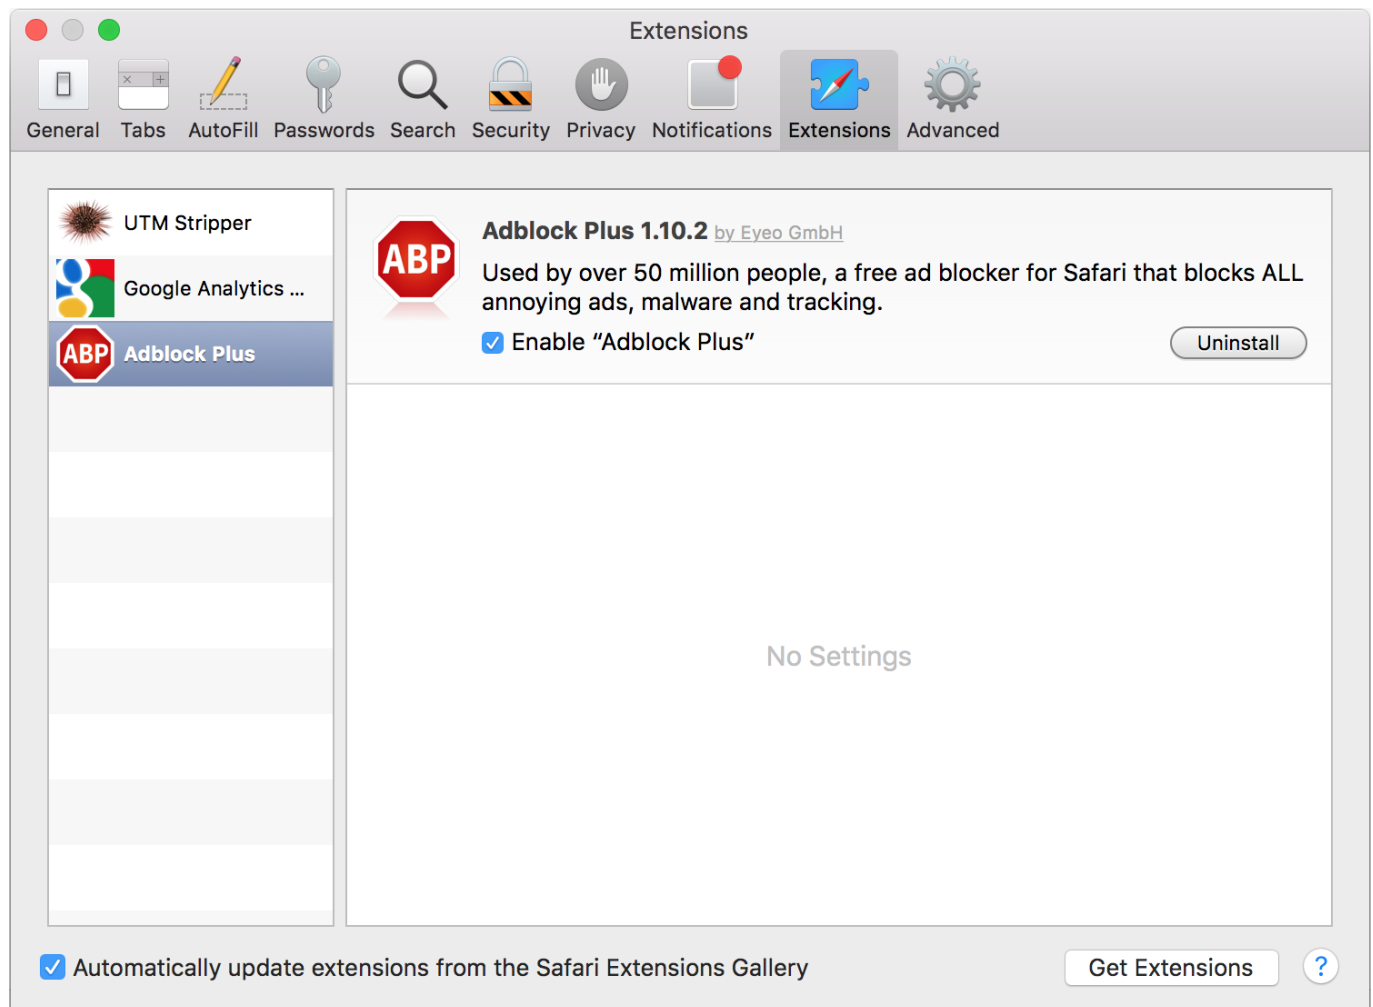 Extensions
General Tabs AutoFill Passwords Search Security Privacy Notifications Extensions Advanced
UTM Stripper
Google Analytics ...
ABP Adblock Plus
ABP
Adblock Plus 1.10.2 by Eyeo GmbH
Used by over 50 million people, a free ad blocker for Safari that blocks ALL
annoying ads, malware and tracking.
Enable “Adblock Plus”
Uninstall
No Settings
Automatically update extensions from the Safari Extensions Gallery
Get Extensions
?